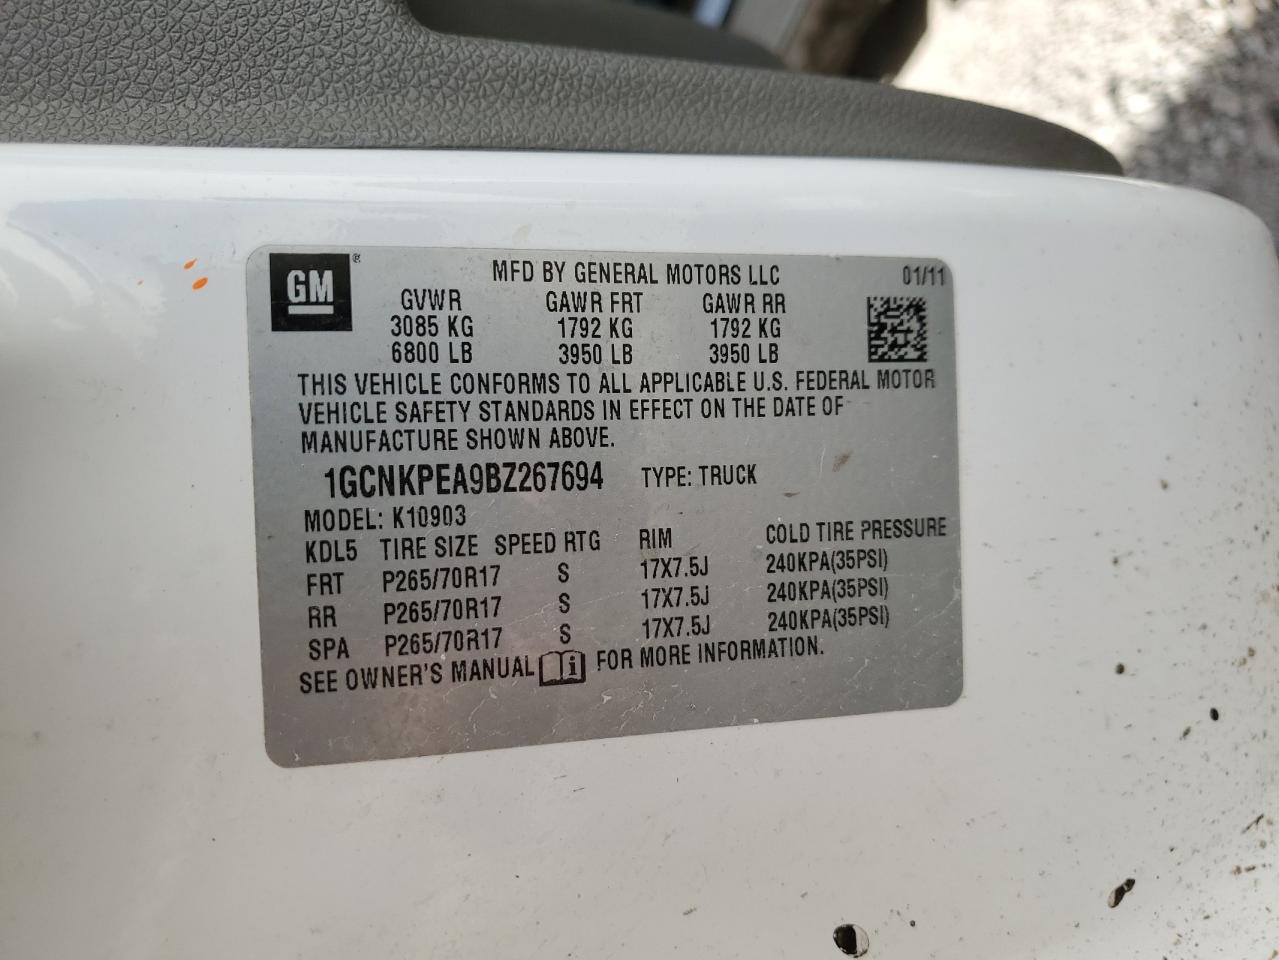 GM ®
MFD BY GENERAL MOTORS LLC 01/11
GVWR GAWR FRT GAWR RR
3085 KG 1792 KG 1792 KG
6800 LB 3950 LB 3950 LB
THIS VEHICLE CONFORMS TO ALL APPLICABLE U.S. FEDERAL MOTOR
VEHICLE SAFETY STANDARDS IN EFFECT ON THE DATE OF
MANUFACTURE SHOWN ABOVE.
1GCNKPEA9BZ267694 TYPE: TRUCK
MODEL: K10903
KDL5 TIRE SIZE SPEED RTG RIM COLD TIRE PRESSURE
FRT P265/70R17 S 17X7.5J 240KPA(35PSI)
RR P265/70R17 S 17X7.5J 240KPA(35PSI)
SPA P265/70R17 S 17X7.5J 240KPA(35PSI)
SEE OWNER'S MANUAL i FOR MORE INFORMATION.